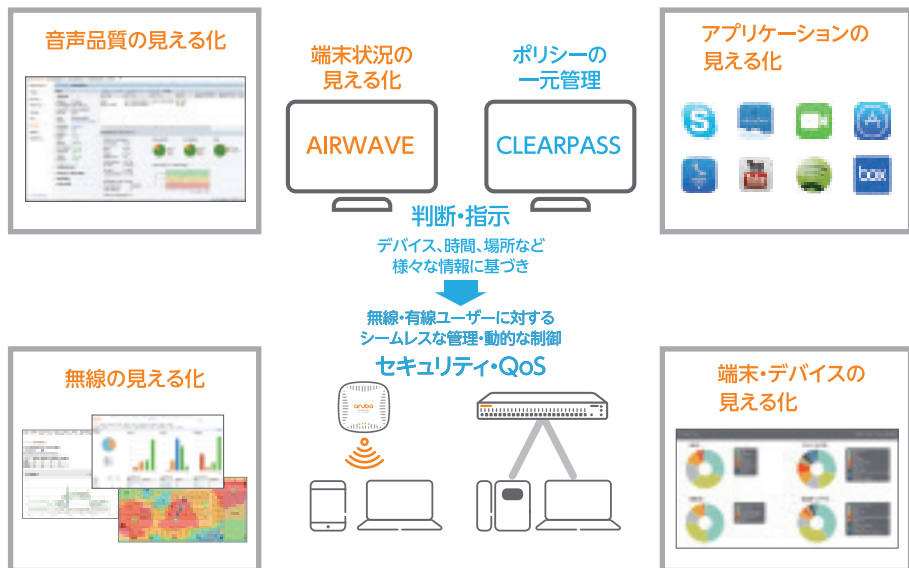 音声品質の見える化
端末状況の
見える化
AIRWAVE
ポリシーの
一元管理
CLEARPASS
アプリケーションの
見える化
box
判断・指示
デバイス、時間、場所など
様々な情報に基づき
無線・有線ユーザーに対する
シームレスな管理・動的な制御
セキュリティ・QoS
無線の見える化
aruba
端末・デバイスの
見える化